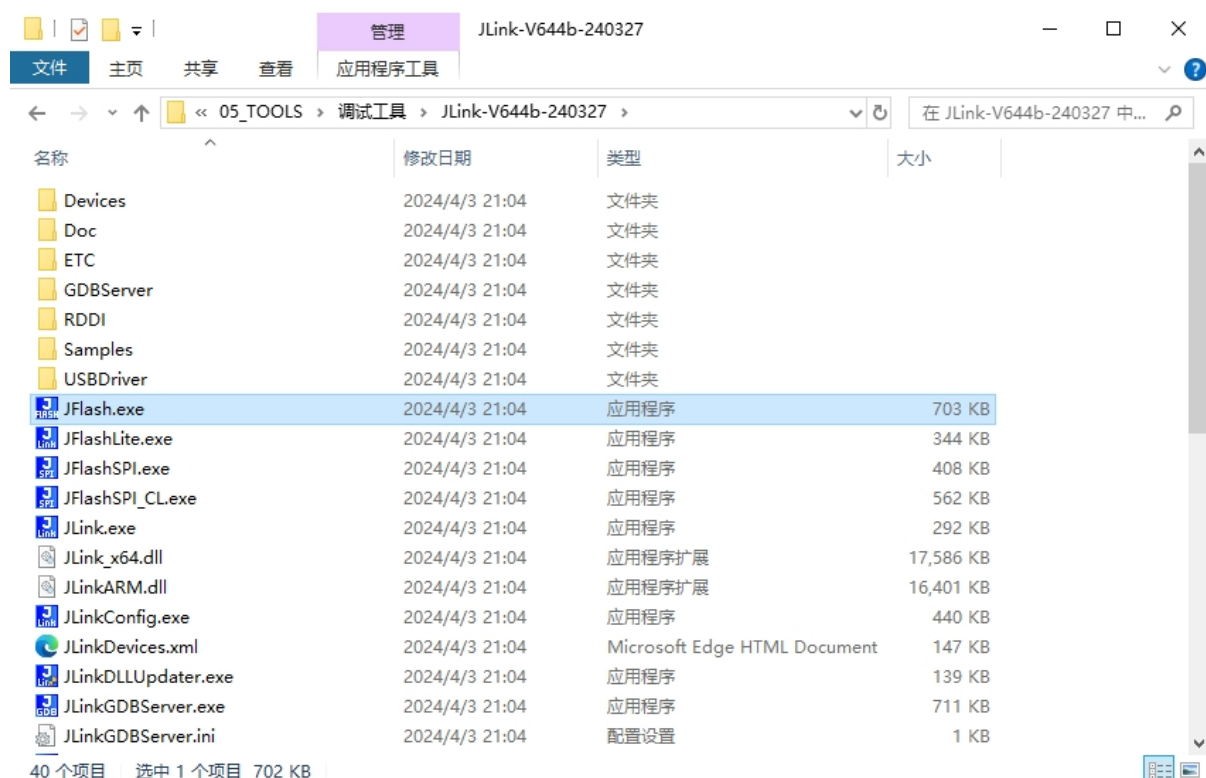 管理 JLink-V644b-240327
文件 主页 共享 查看 应用程序工具
« 05_TOOLS › 调试工具 › JLink-V644b-240327 › 在 JLink-V644b-240327 中...
名称 修改日期 类型 大小
Devices 2024/4/3 21:04 文件夹
Doc 2024/4/3 21:04 文件夹
ETC 2024/4/3 21:04 文件夹
GDBServer 2024/4/3 21:04 文件夹
RDDI 2024/4/3 21:04 文件夹
Samples 2024/4/3 21:04 文件夹
USBDriver 2024/4/3 21:04 文件夹
JFlash.exe 2024/4/3 21:04 应用程序 703 KB
JFlashLite.exe 2024/4/3 21:04 应用程序 344 KB
JFlashSPI.exe 2024/4/3 21:04 应用程序 408 KB
JFlashSPI_CL.exe 2024/4/3 21:04 应用程序 562 KB
JLink.exe 2024/4/3 21:04 应用程序 292 KB
JLink_x64.dll 2024/4/3 21:04 应用程序扩展 17,586 KB
JLinkARM.dll 2024/4/3 21:04 应用程序扩展 16,401 KB
JLinkConfig.exe 2024/4/3 21:04 应用程序 440 KB
JLinkDevices.xml 2024/4/3 21:04 Microsoft Edge HTML Document 147 KB
JLinkDLLUpdater.exe 2024/4/3 21:04 应用程序 139 KB
JLinkGDBServer.exe 2024/4/3 21:04 应用程序 711 KB
JLinkGDBServer.ini 2024/4/3 21:04 配置设置 1 KB
40 个项目 选中 1 个项目 702 KB